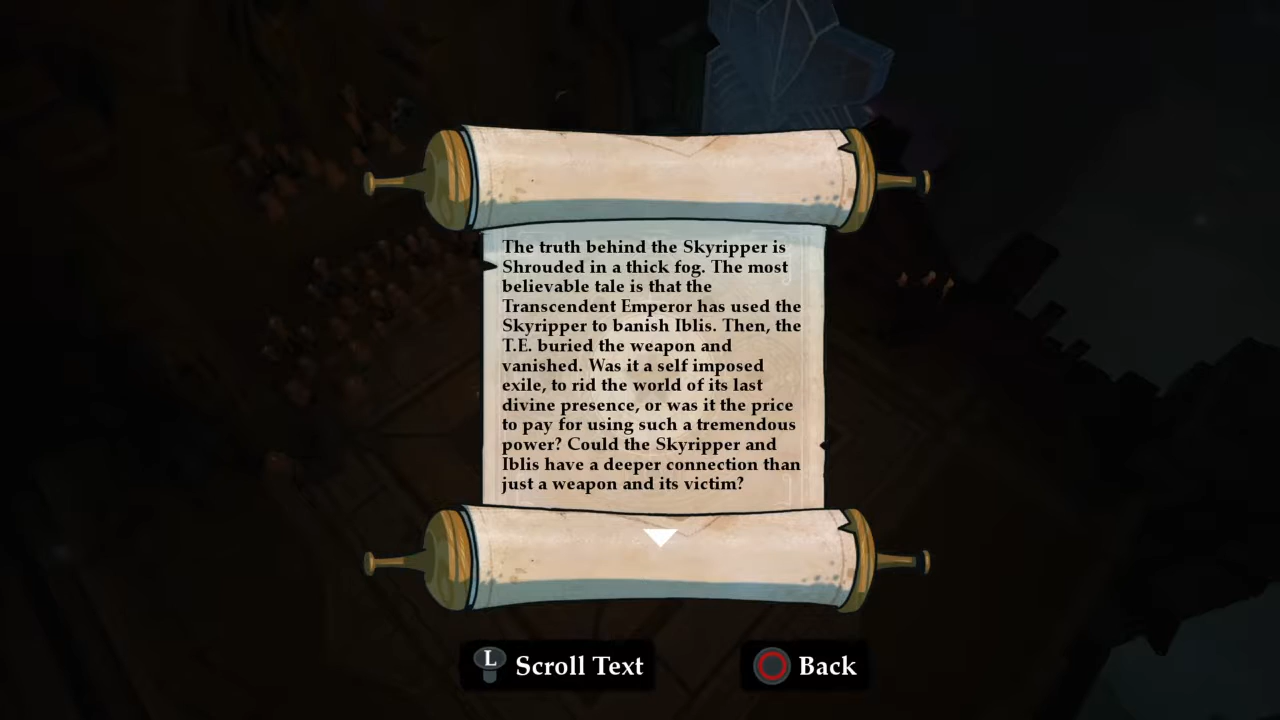 The truth behind the Skyripper is
Shrouded in a thick fog. The most
believable tale is that the
Transcendent Emperor has used the
Skyripper to banish Iblis. Then, the
T.E. buried the weapon and
vanished. Was it a self imposed
exile, to rid the world of its last
divine presence, or was it the price
to pay for using such a tremendous
power? Could the Skyripper and
Iblis have a deeper connection than
just a weapon and its victim?
L Scroll Text
Back